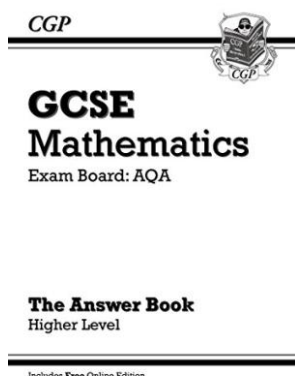 CGP
CGP
GCSE
Mathematics
Exam Board: AQA
The Answer Book
Higher Level
Includes Free Online Edition